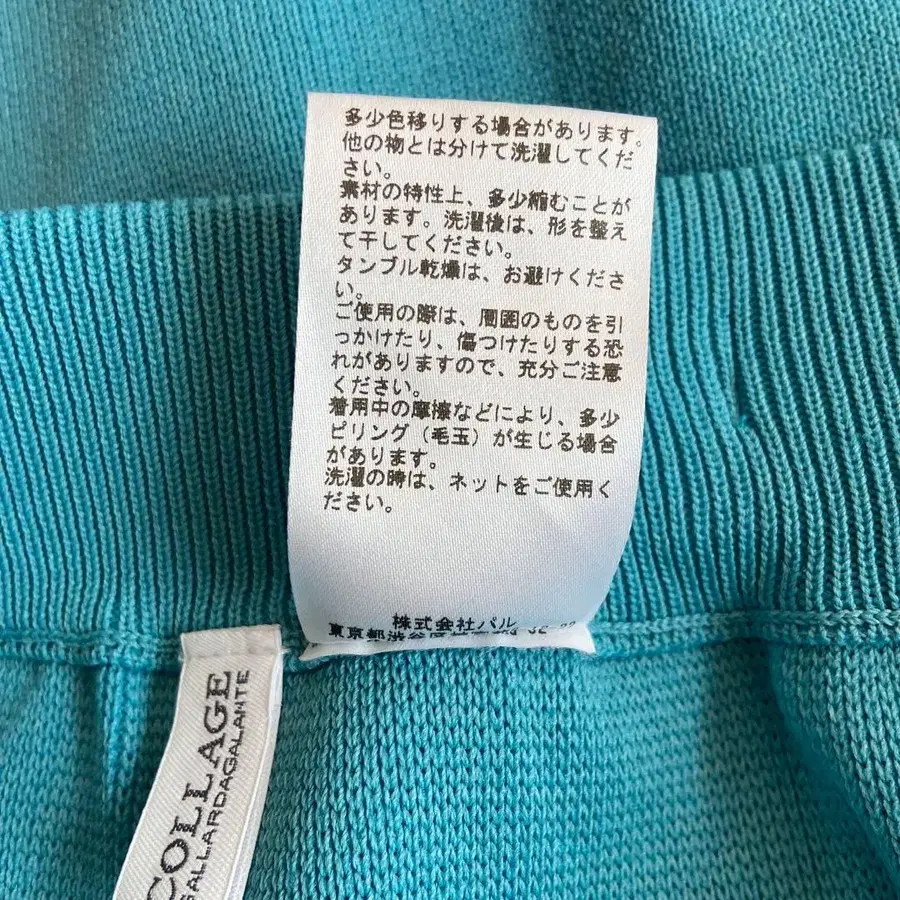 多少色移りする場合があります。
他の物とは分けて洗濯してくだ
さい。
素材の特性上、多少縮むことが
あります。洗濯後は、形を整え
て干してください。
タンブル乾燥は、お避けくださ
い。
ご使用の際は、周囲のものを引
っかけたり、傷つけたりする恐
れがありますので、充分ご注意
ください。
着用中の摩擦などにより、多少
ピリング（毛玉）が生じる場合
があります。
洗濯の時は、ネットをご使用く
ださい。
株式会社パル
東京都渋谷区
COLLAGE
GALLARDAGALANTE